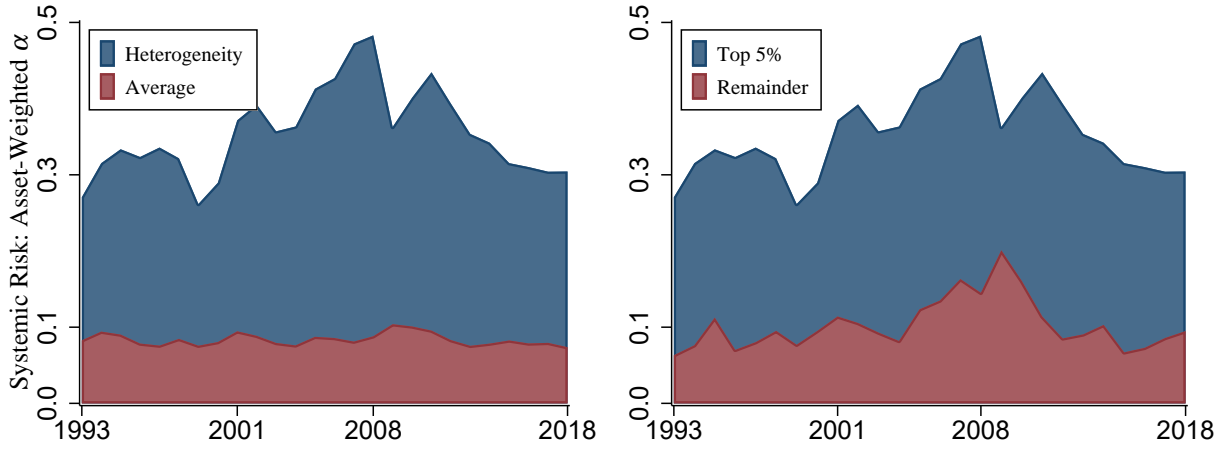 Systemic Risk: Asset-Weighted α
0.5
0.3
0.1
0.0
Heterogeneity
Average
1993 2001 2008 2018
0.5
0.3
0.1
0.0
Top 5%
Remainder
1993 2001 2008 2018